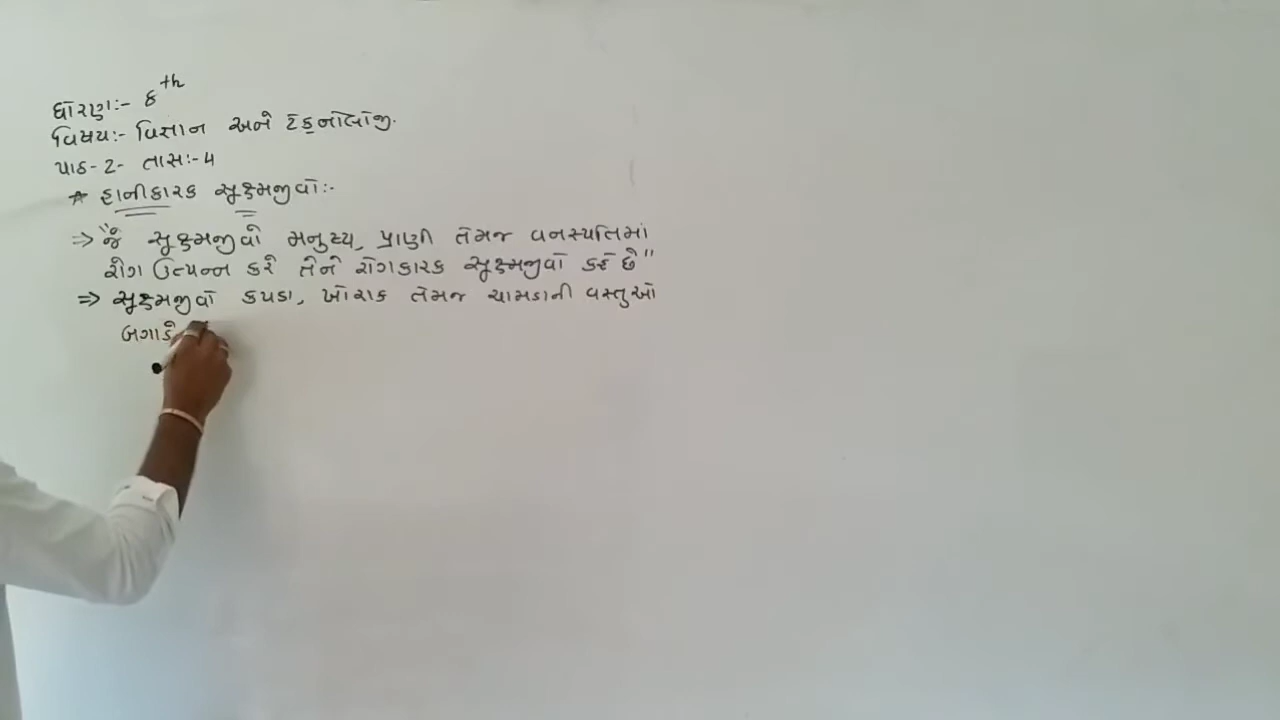 ધોરણ:- 8th
વિષય:- વિજ્ઞાન અને ટેકનોલોજી.
પાઠ-2- તાસ:-4
* હાનીકારક સૂક્ષ્મજીવો:-
⇒ "જે સૂક્ષ્મજીવો મનુષ્ય, પ્રાણી તેમજ વનસ્પતિમાં
રોગ ઉત્પન્ન કરે તેને રોગકારક સૂક્ષ્મજીવો કહે છે"
⇒ સૂક્ષ્મજીવો કપડા, ખોરાક તેમજ ચામડાની વસ્તુઓ
બગાડે